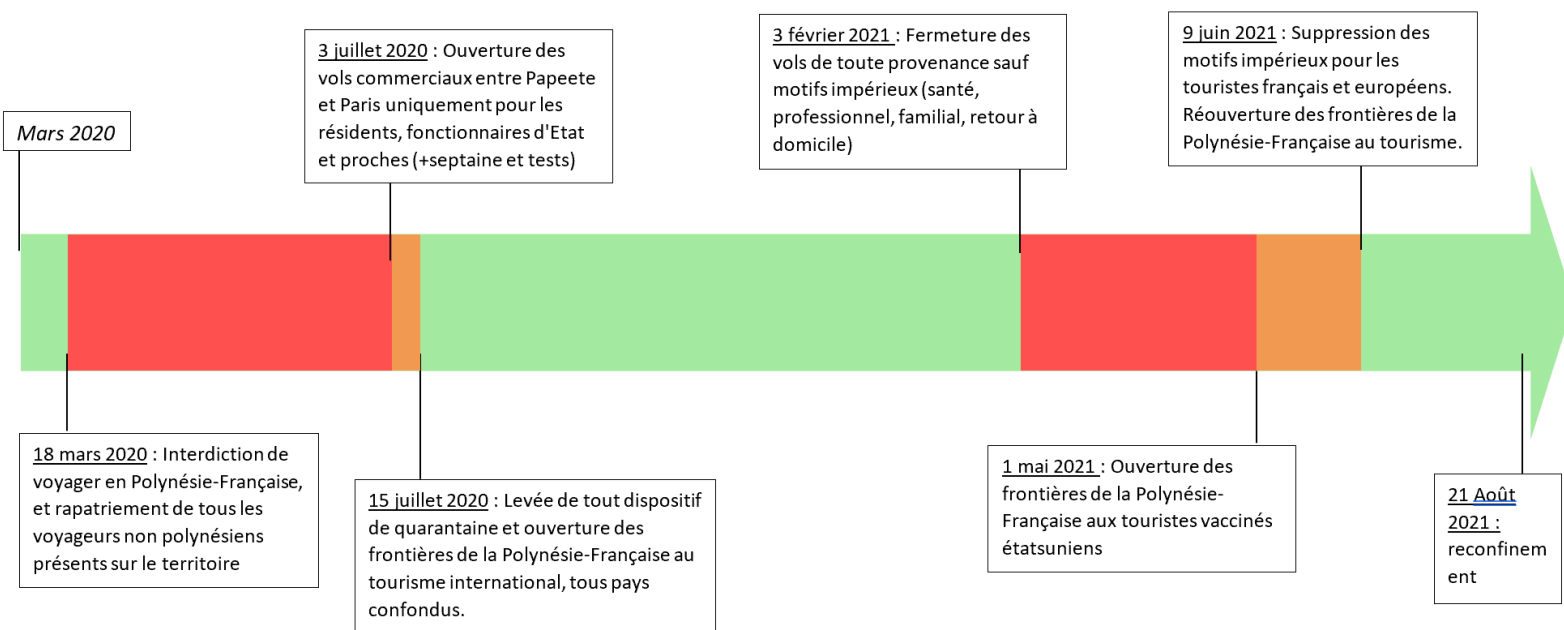 Mars 2020
18 mars 2020 : Interdiction de
voyager en Polynésie-Française,
et rapatriement de tous les
voyageurs non polynésiens
présents sur le territoire
3 juillet 2020 : Ouverture des
vols commerciaux entre Papeete
et Paris uniquement pour les
résidents, fonctionnaires d'Etat
et proches (+septaine et tests)
15 juillet 2020 : Levée de tout dispositif
de quarantaine et ouverture des
frontières de la Polynésie-Française au
tourisme international, tous pays
confondus.
3 février 2021 : Fermeture des
vols de toute provenance sauf
motifs impérieux (santé,
professionnel, familial, retour à
domicile)
1 mai 2021 : Ouverture des
frontières de la Polynésie-
Française aux touristes vaccinés
étatsuniens
9 juin 2021 : Suppression des
motifs impérieux pour les
touristes français et européens.
Réouverture des frontières de la
Polynésie-Française au tourisme.
21 Août
2021 :
reconfinem
ent